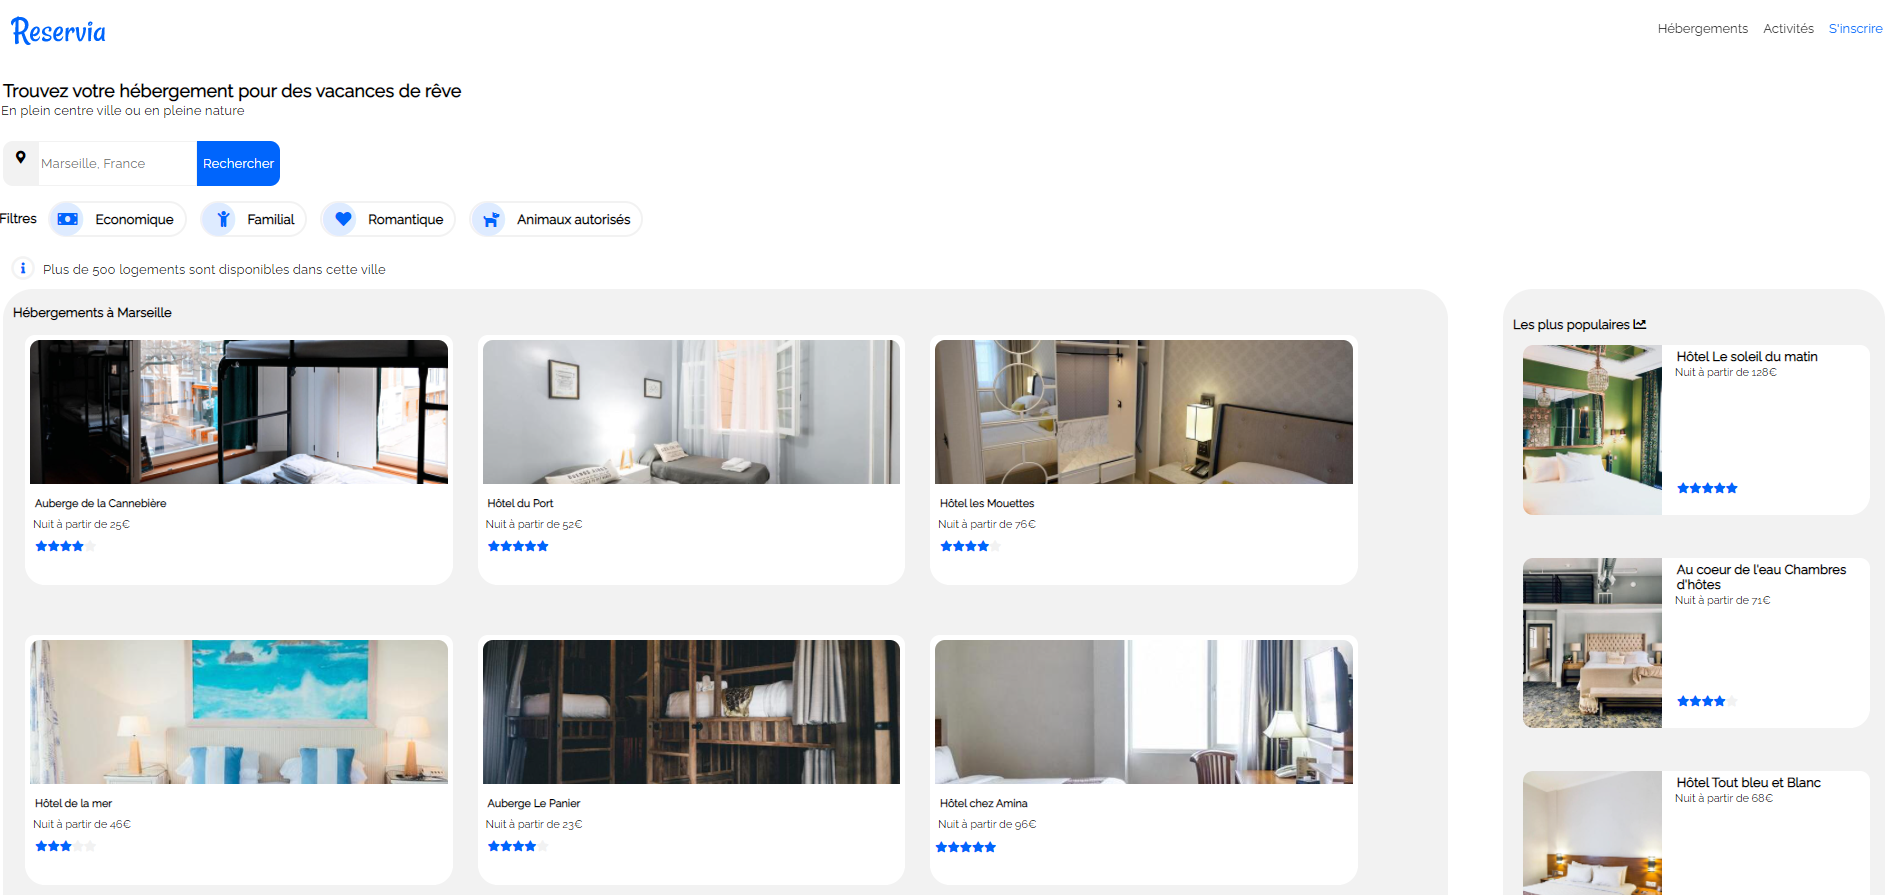 Reservia
Hébergements Activités S'inscrire
Trouvez votre hébergement pour des vacances de rêve
En plein centre ville ou en pleine nature
Marseille, France Rechercher
Filtres Economique Familial Romantique Animaux autorisés
Plus de 500 logements sont disponibles dans cette ville
Hébergements à Marseille
Auberge de la Cannebière
Nuit à partir de 25€
Hôtel du Port
Nuit à partir de 52€
Hôtel les Mouettes
Nuit à partir de 76€
Hôtel de la mer
Nuit à partir de 46€
Auberge Le Panier
Nuit à partir de 23€
Hôtel chez Amina
Nuit à partir de 96€
Les plus populaires
Hôtel Le soleil du matin
Nuit à partir de 128€
Au coeur de l'eau Chambres
d'hôtes
Nuit à partir de 71€
Hôtel Tout bleu et Blanc
Nuit à partir de 68€